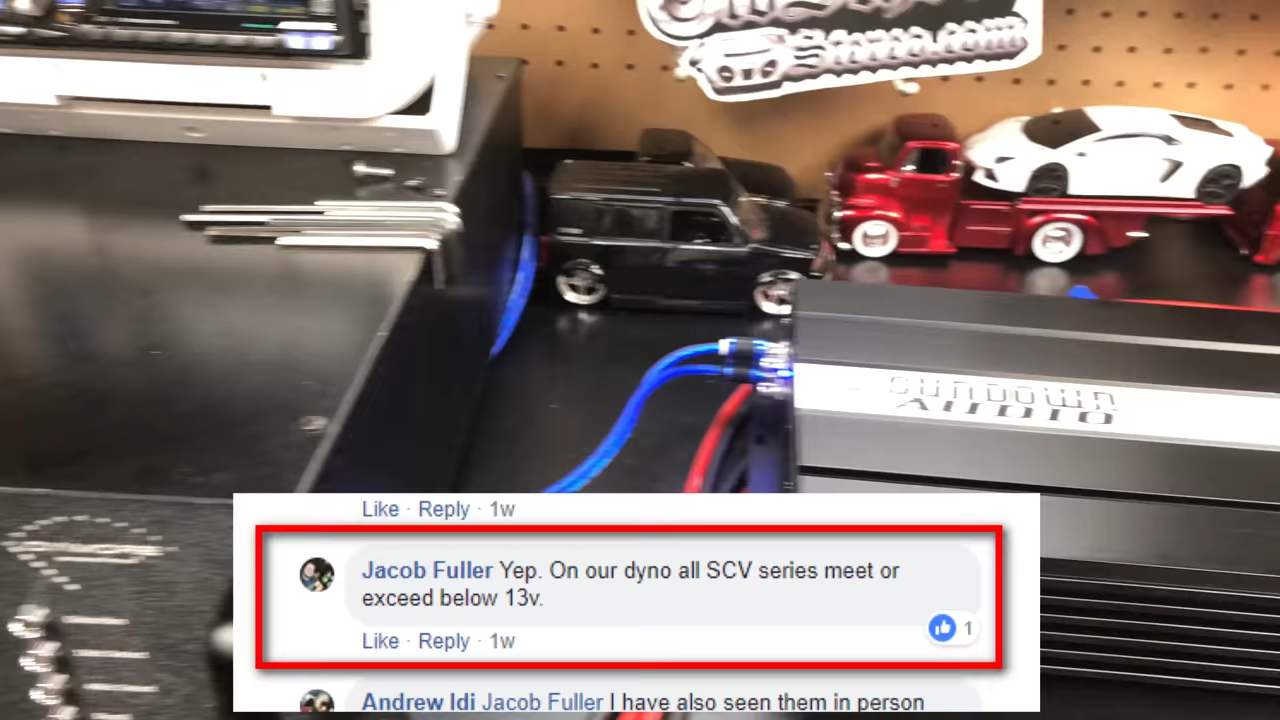 SUNDOWN
AUDIO
Like · Reply · 1w
Jacob Fuller Yep. On our dyno all SCV series meet or
exceed below 13v.
1
Like · Reply · 1w
Andrew Idi Jacob Fuller I have also seen them in person